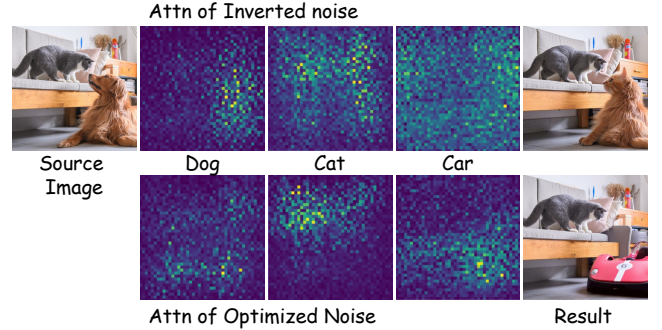 Attn of Inverted noise
Source
Image
Dog
Cat
Car
Attn of Optimized Noise
Result